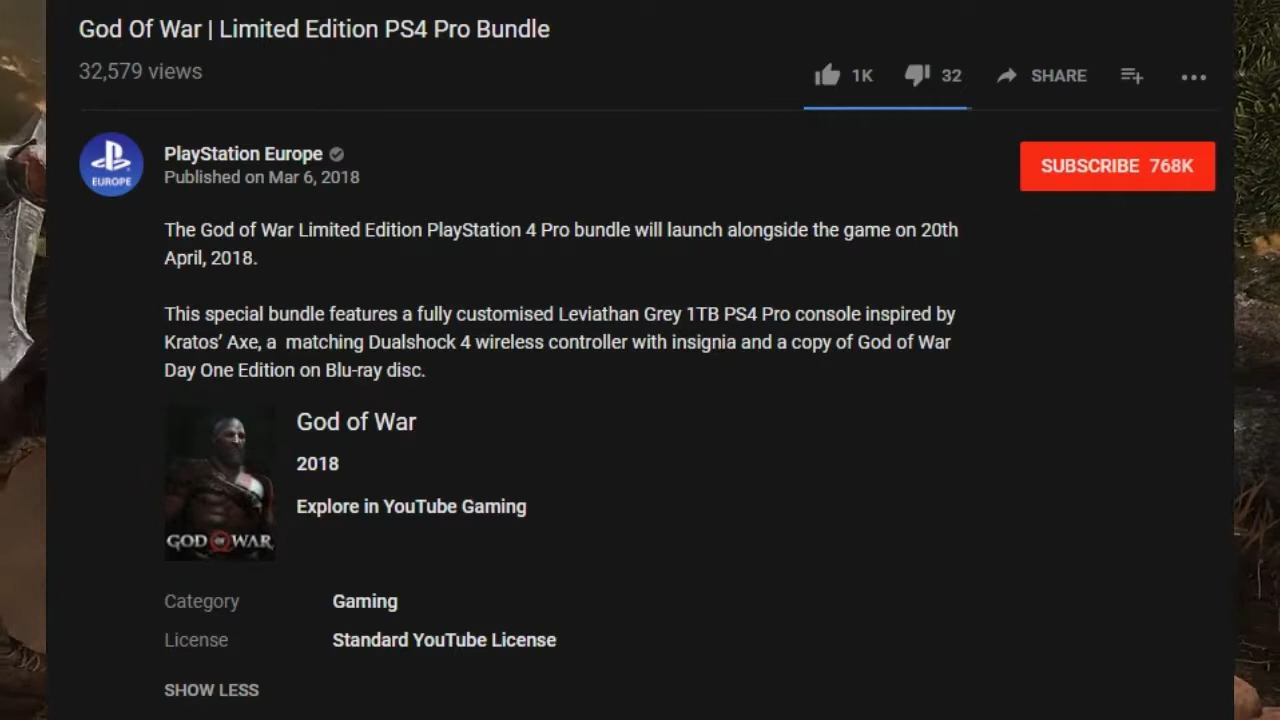 God Of War | Limited Edition PS4 Pro Bundle
32,579 views
1K 32 SHARE
EUROPE
PlayStation Europe
Published on Mar 6, 2018
SUBSCRIBE 768K
The God of War Limited Edition PlayStation 4 Pro bundle will launch alongside the game on 20th
April, 2018.
This special bundle features a fully customised Leviathan Grey 1TB PS4 Pro console inspired by
Kratos’ Axe, a  matching Dualshock 4 wireless controller with insignia and a copy of God of War
Day One Edition on Blu-ray disc.
GOD OF WAR
God of War
2018
Explore in YouTube Gaming
Category Gaming
License Standard YouTube License
SHOW LESS